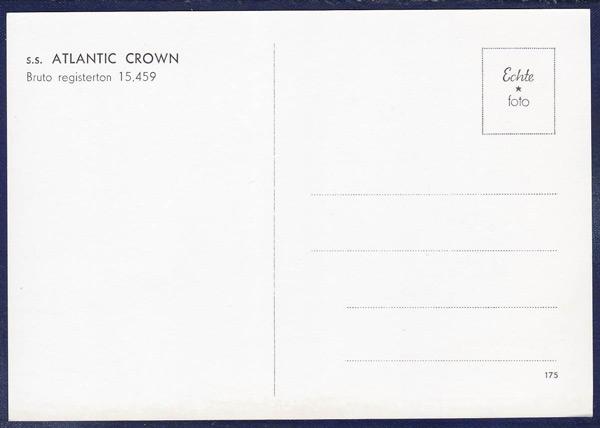 s.s. ATLANTIC CROWN
Bruto registerton 15,459
Echte
★
foto
175